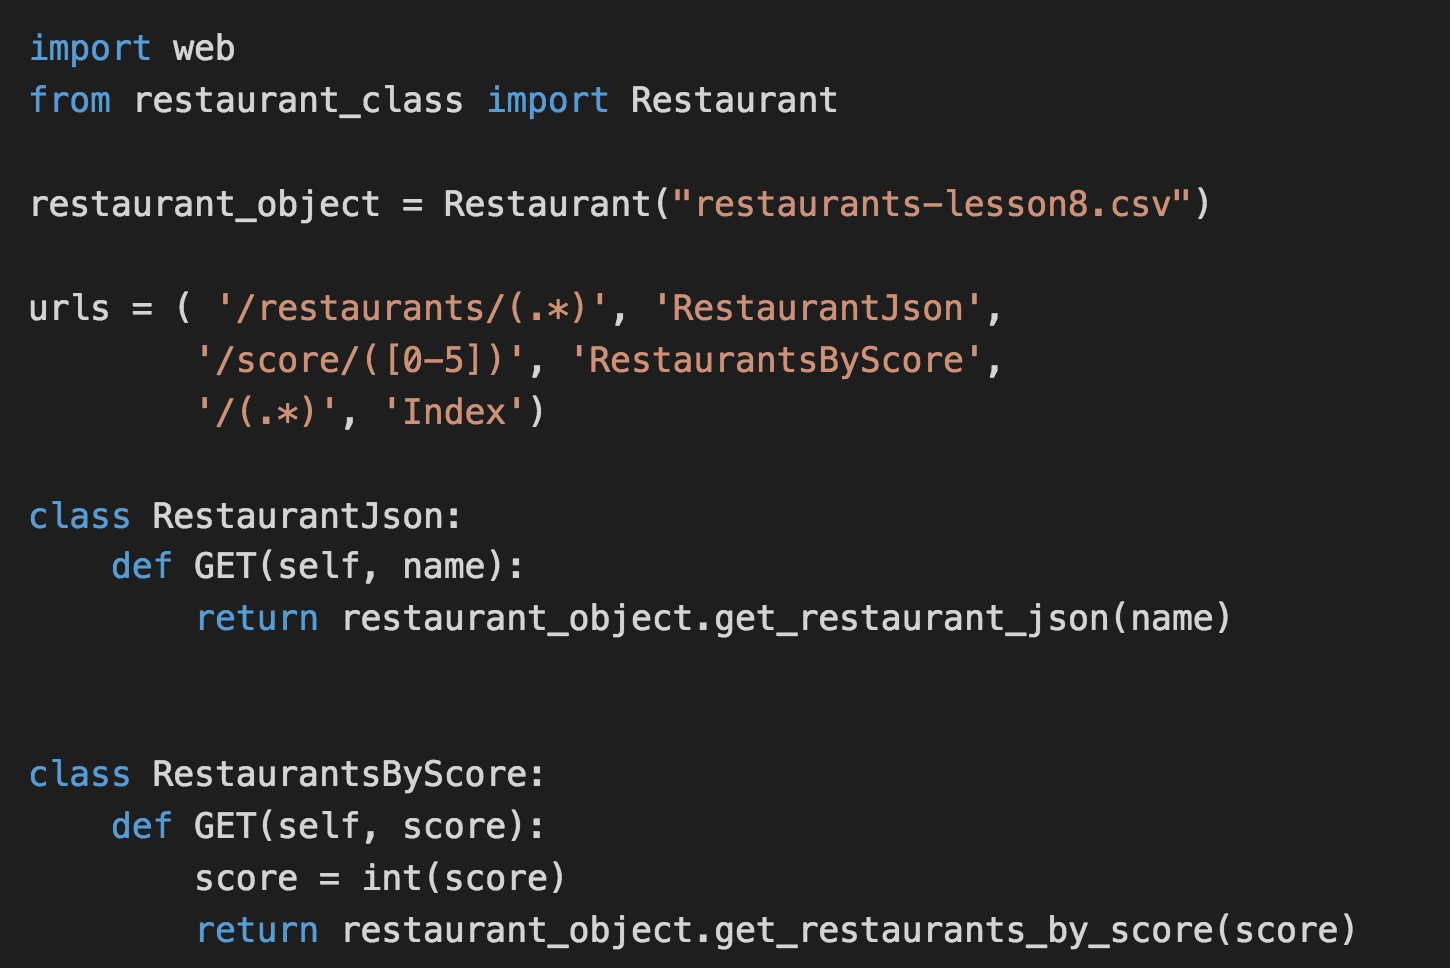 import web
from restaurant_class import Restaurant
restaurant_object = Restaurant("restaurants-lesson8.csv")
urls = ( '/restaurants/(.*)', 'RestaurantJson',
'/score/([0-5])', 'RestaurantsByScore',
'/(.*)', 'Index')
class RestaurantJson:
def GET(self, name):
return restaurant_object.get_restaurant_json(name)
class RestaurantsByScore:
def GET(self, score):
score = int(score)
return restaurant_object.get_restaurants_by_score(score)